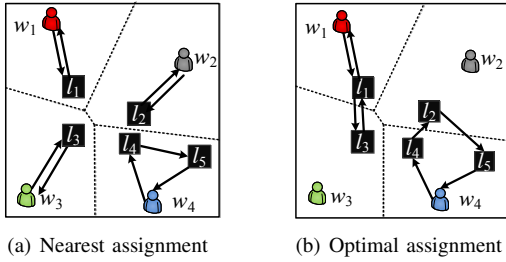 w₁
l₁
w₂
l₂
l₃
l₄
l₅
w₃
w₄
(a) Nearest assignment
w₁
l₁
w₂
l₂
l₃
l₄
l₅
w₃
w₄
(b) Optimal assignment